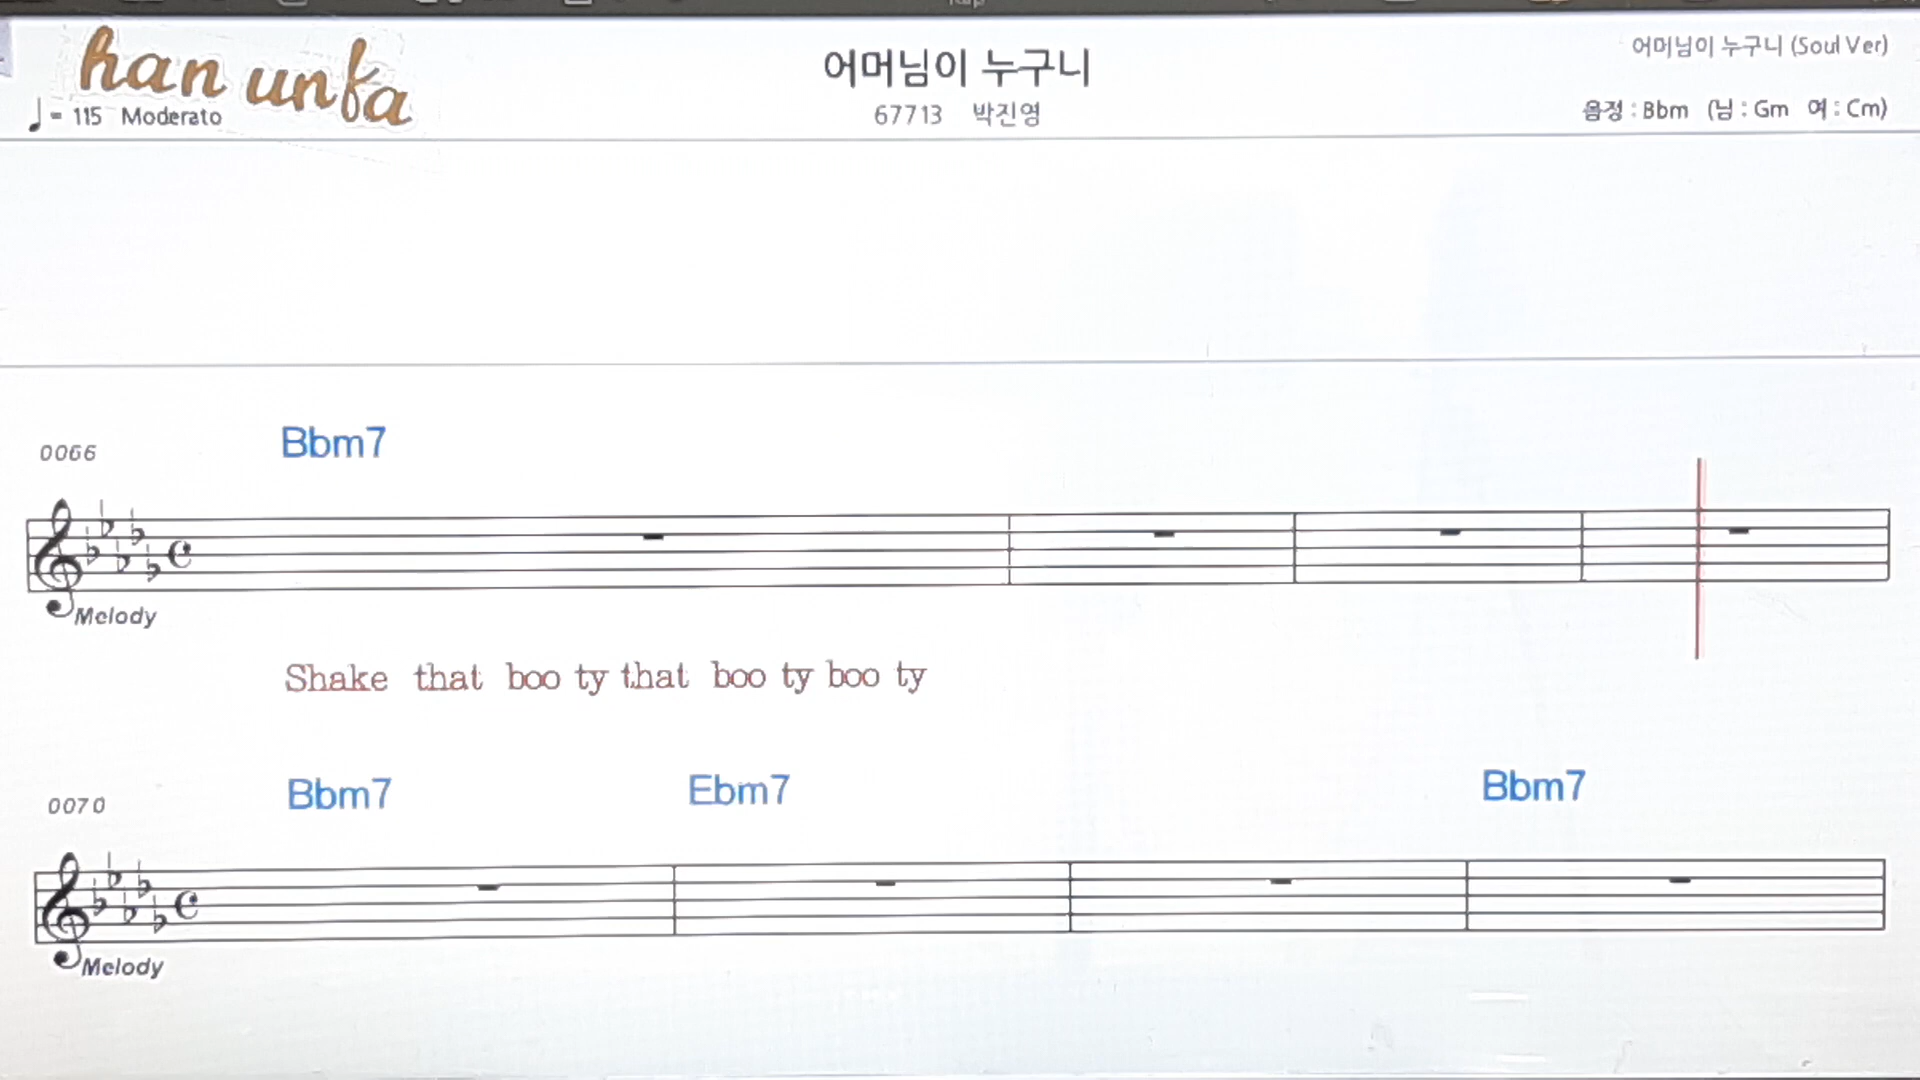 han unfa
어머님이 누구니
어머님이 누구니 (Soul Ver)
= 115 Moderato
67713 박진영
음정 : Bbm (남 : Gm 여 : Cm)
0066
Bbm7
Melody
Shake that boo ty that boo ty boo ty
0070
Bbm7 Ebm7 Bbm7
Melody